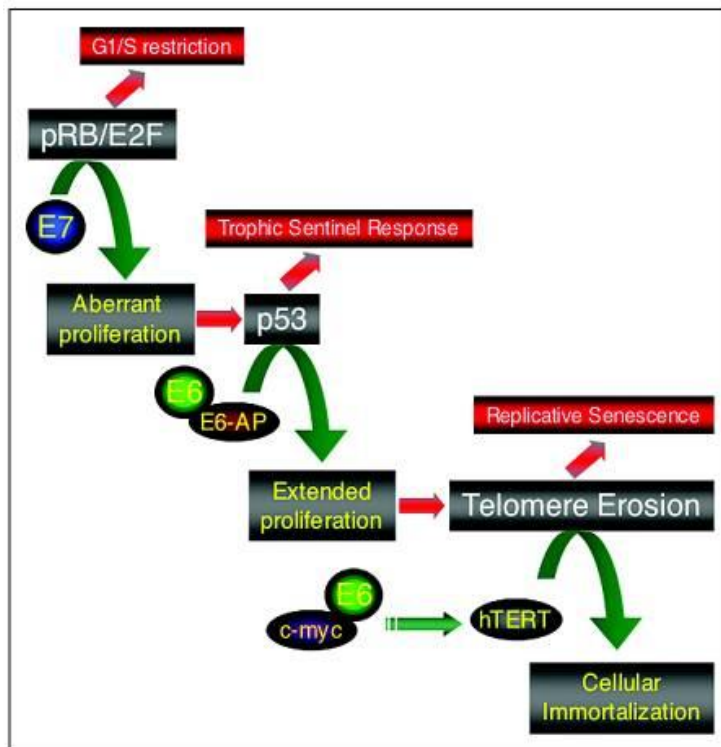 G1/S restriction
pRB/E2F
E7
Trophic Sentinel Response
Aberrant
proliferation
p53
E6
E6-AP
Replicative Senescence
Extended
proliferation
Telomere Erosion
E6
c-myc
hTERT
Cellular
Immortalization